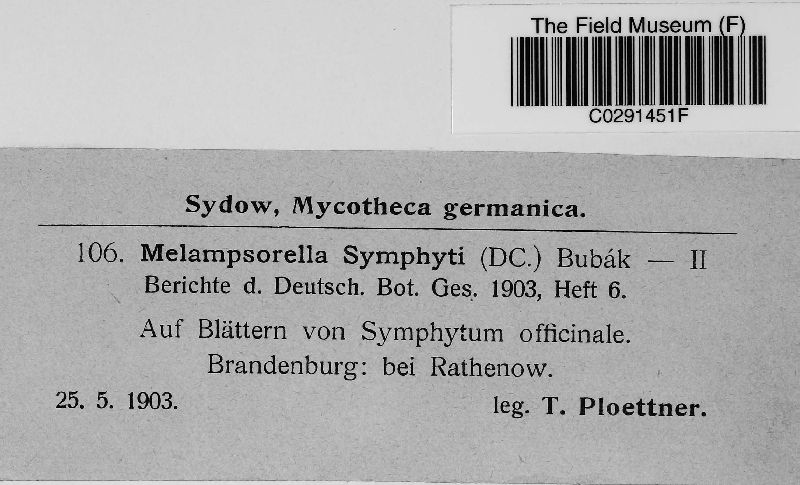 The Field Museum (F)
C0291451F
Sydow, Mycotheca germanica.
106. Melampsorella Symphyti (DC.) Bubák — II
Berichte d. Deutsch. Bot. Ges. 1903, Heft 6.
Auf Blättern von Symphytum officinale.
Brandenburg: bei Rathenow.
25. 5. 1903. leg. T. Ploettner.